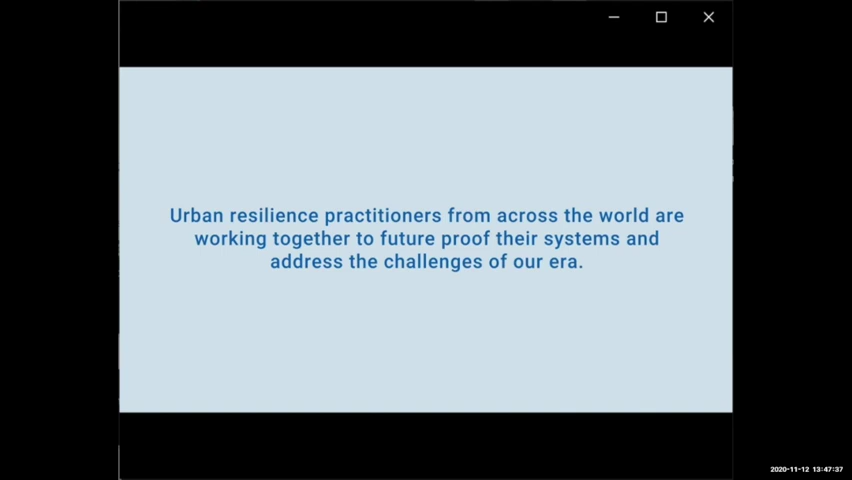 Urban resilience practitioners from across the world are
working together to future proof their systems and
address the challenges of our era.
2020-11-12 13:47:37